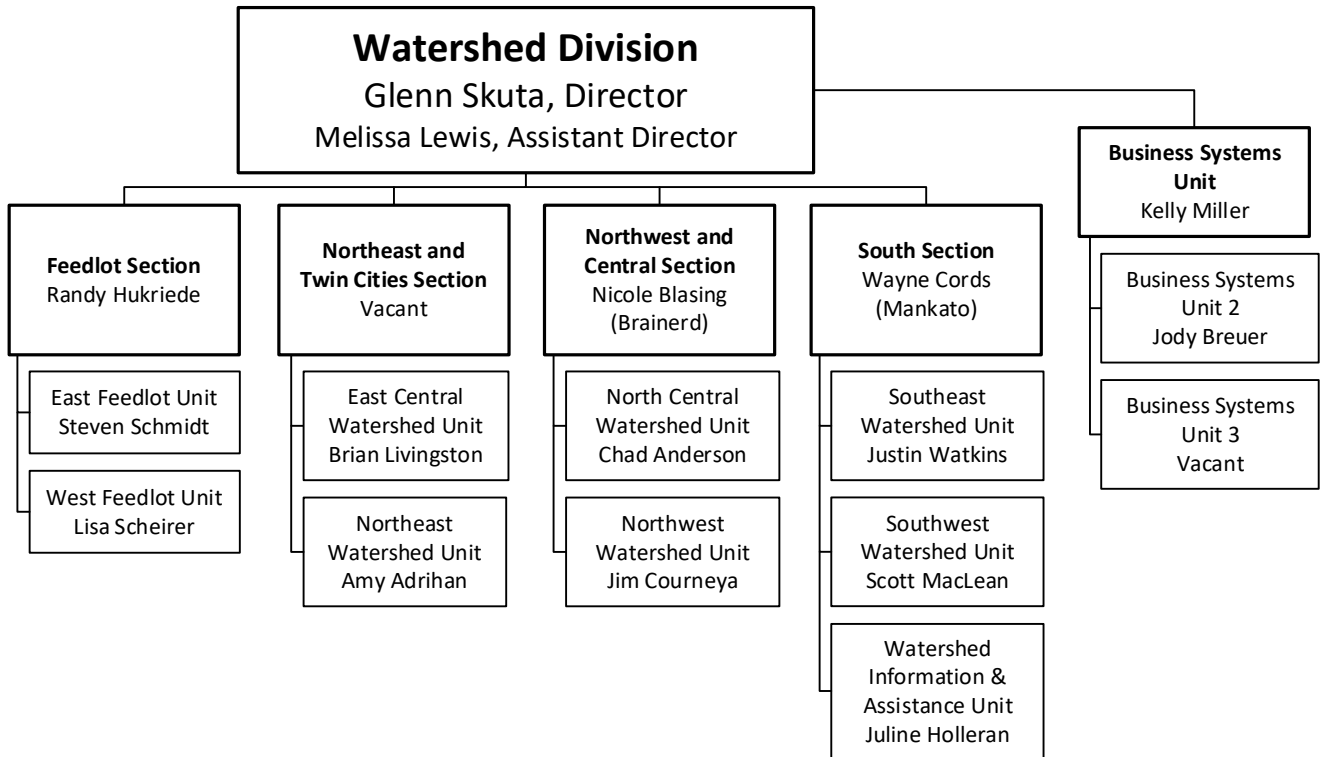 Watershed Division
Glenn Skuta, Director
Melissa Lewis, Assistant Director
Business Systems
Unit
Kelly Miller
Business Systems
Unit 2
Jody Breuer
Business Systems
Unit 3
Vacant
Feedlot Section
Randy Hukriede
East Feedlot Unit
Steven Schmidt
West Feedlot Unit
Lisa Scheirer
Northeast and
Twin Cities Section
Vacant
East Central
Watershed Unit
Brian Livingston
Northeast
Watershed Unit
Amy Adrihan
Northwest and
Central Section
Nicole Blasing
(Brainerd)
North Central
Watershed Unit
Chad Anderson
Northwest
Watershed Unit
Jim Courneya
South Section
Wayne Cords
(Mankato)
Southeast
Watershed Unit
Justin Watkins
Southwest
Watershed Unit
Scott MacLean
Watershed
Information &
Assistance Unit
Juline Holleran